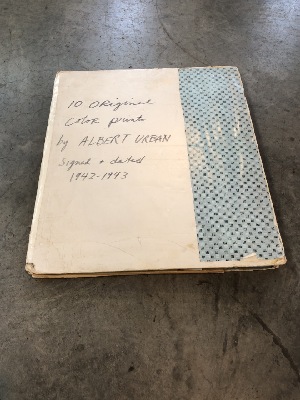 10 Original
Color prints
by ALBERT URBAN
Signed + dated
1942-1943